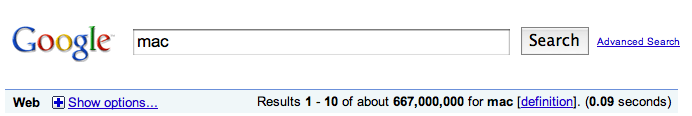 Google™ mac Search Advanced Search
Web Show options... Results 1 - 10 of about 667,000,000 for mac [definition]. (0.09 seconds)